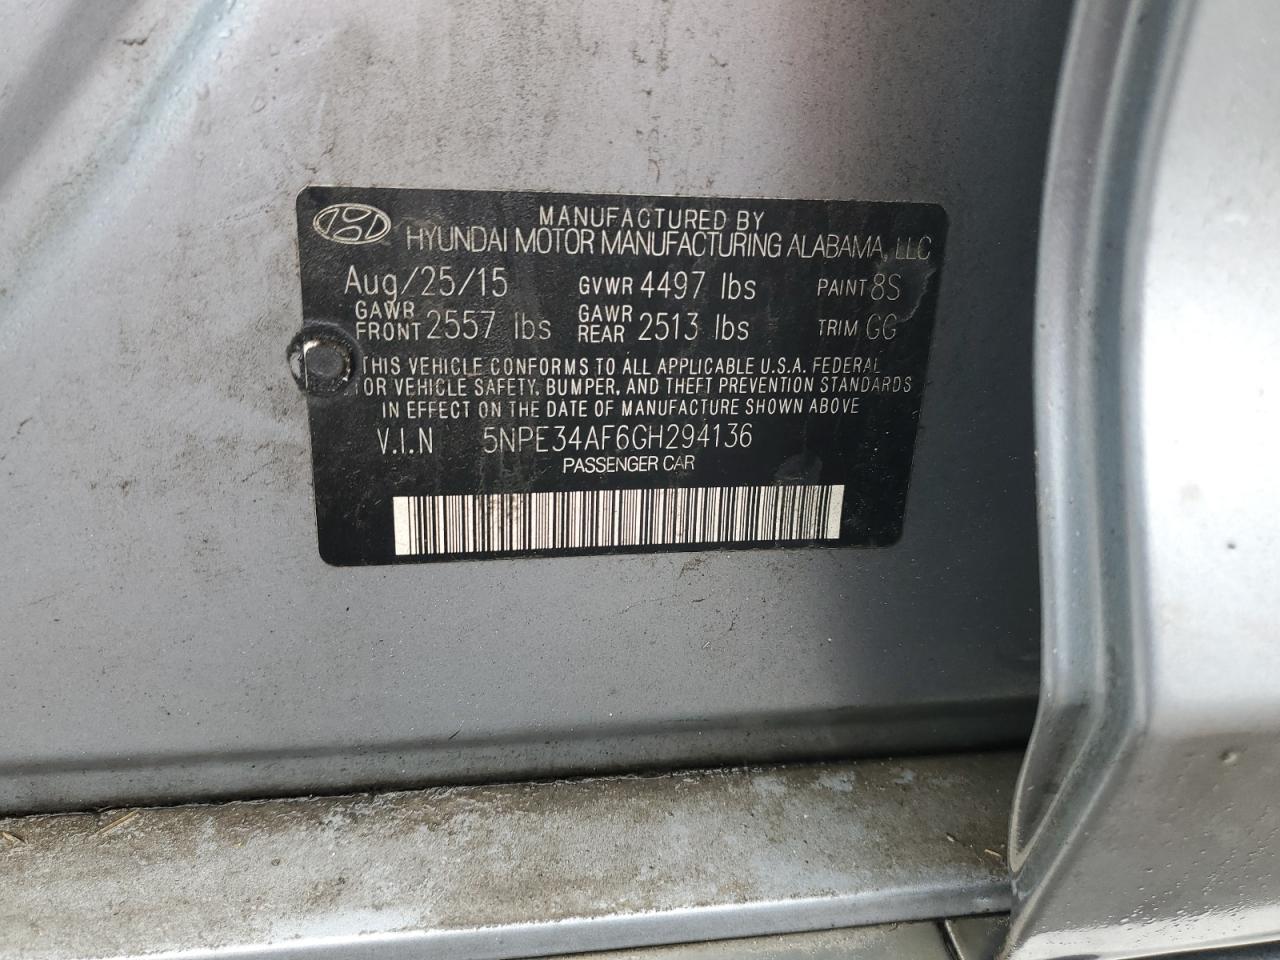 MANUFACTURED BY
HYUNDAI MOTOR MANUFACTURING ALABAMA, LLC
Aug/25/15 GVWR 4497 lbs PAINT 8S
GAWR FRONT 2557 lbs GAWR REAR 2513 lbs TRIM GG
THIS VEHICLE CONFORMS TO ALL APPLICABLE U.S.A. FEDERAL
OR VEHICLE SAFETY, BUMPER, AND THEFT PREVENTION STANDARDS
IN EFFECT ON THE DATE OF MANUFACTURE SHOWN ABOVE
V.I.N 5NPE34AF6GH294136
PASSENGER CAR